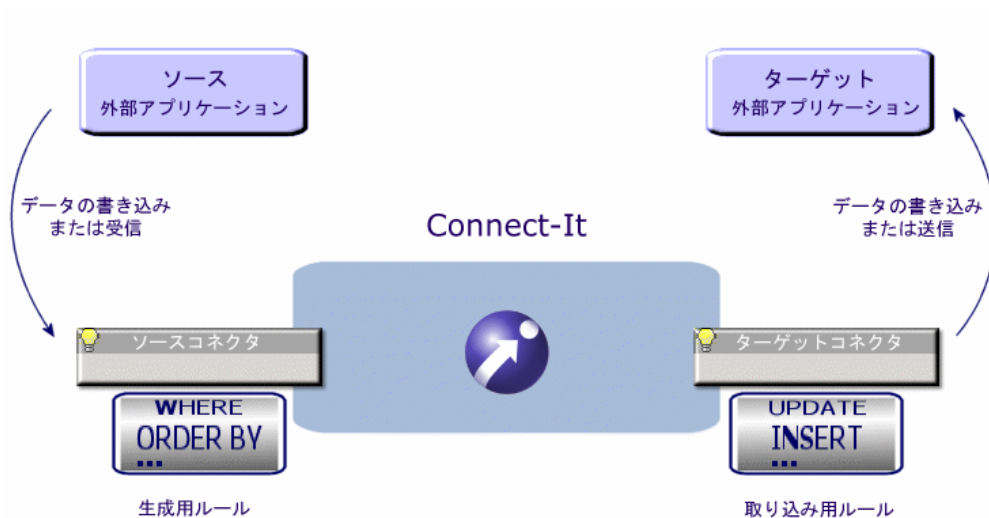 ソース
外部アプリケーション
ターゲット
外部アプリケーション
データの書き込み
または受信
データの書き込み
または送信
Connect-It
ソースコネクタ
ターゲットコネクタ
WHERE
ORDER BY
...
UPDATE
INSERT
...
生成用ルール
取り込み用ルール